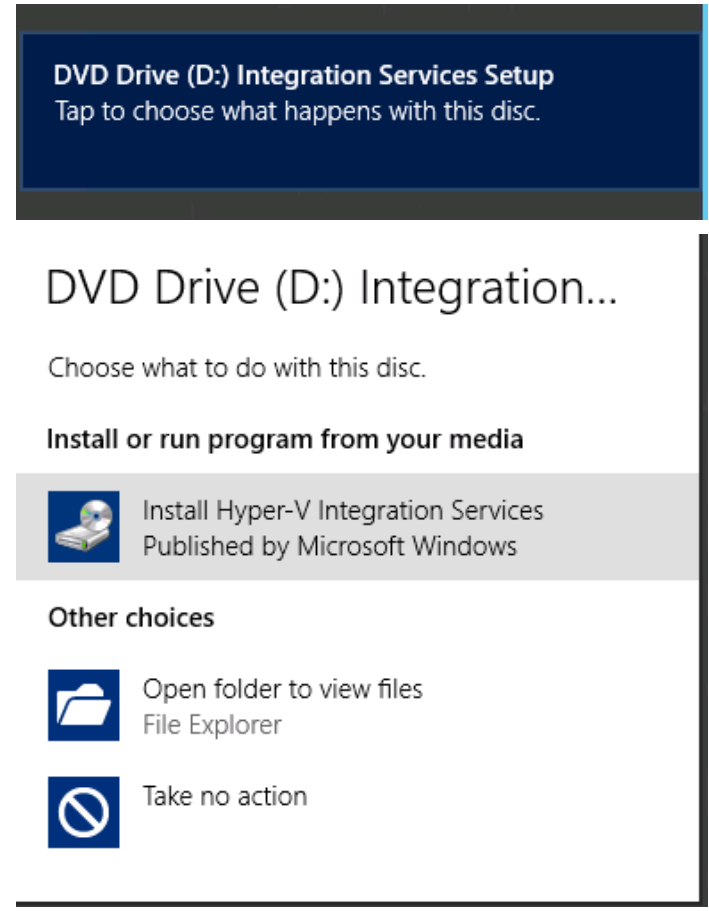 DVD Drive (D:) Integration Services Setup
Tap to choose what happens with this disc.
DVD Drive (D:) Integration...
Choose what to do with this disc.
Install or run program from your media
Install Hyper-V Integration Services
Published by Microsoft Windows
Other choices
Open folder to view files
File Explorer
Take no action